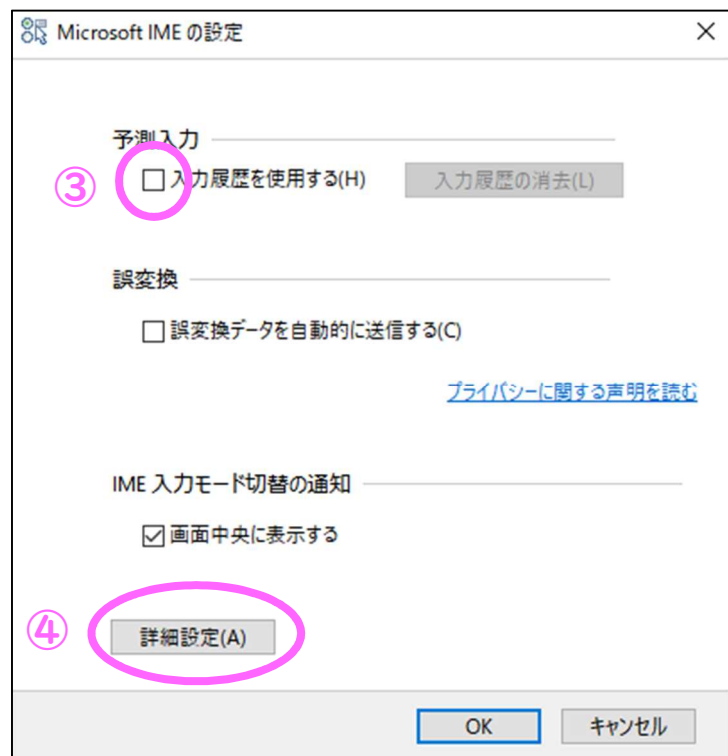 Microsoft IME の設定
予測入力
③ 入力履歴を使用する(H) 入力履歴の消去(L)
誤変換
誤変換データを自動的に送信する(C)
プライバシーに関する声明を読む
IME 入力モード切替の通知
画面中央に表示する
④ 詳細設定(A)
OK キャンセル